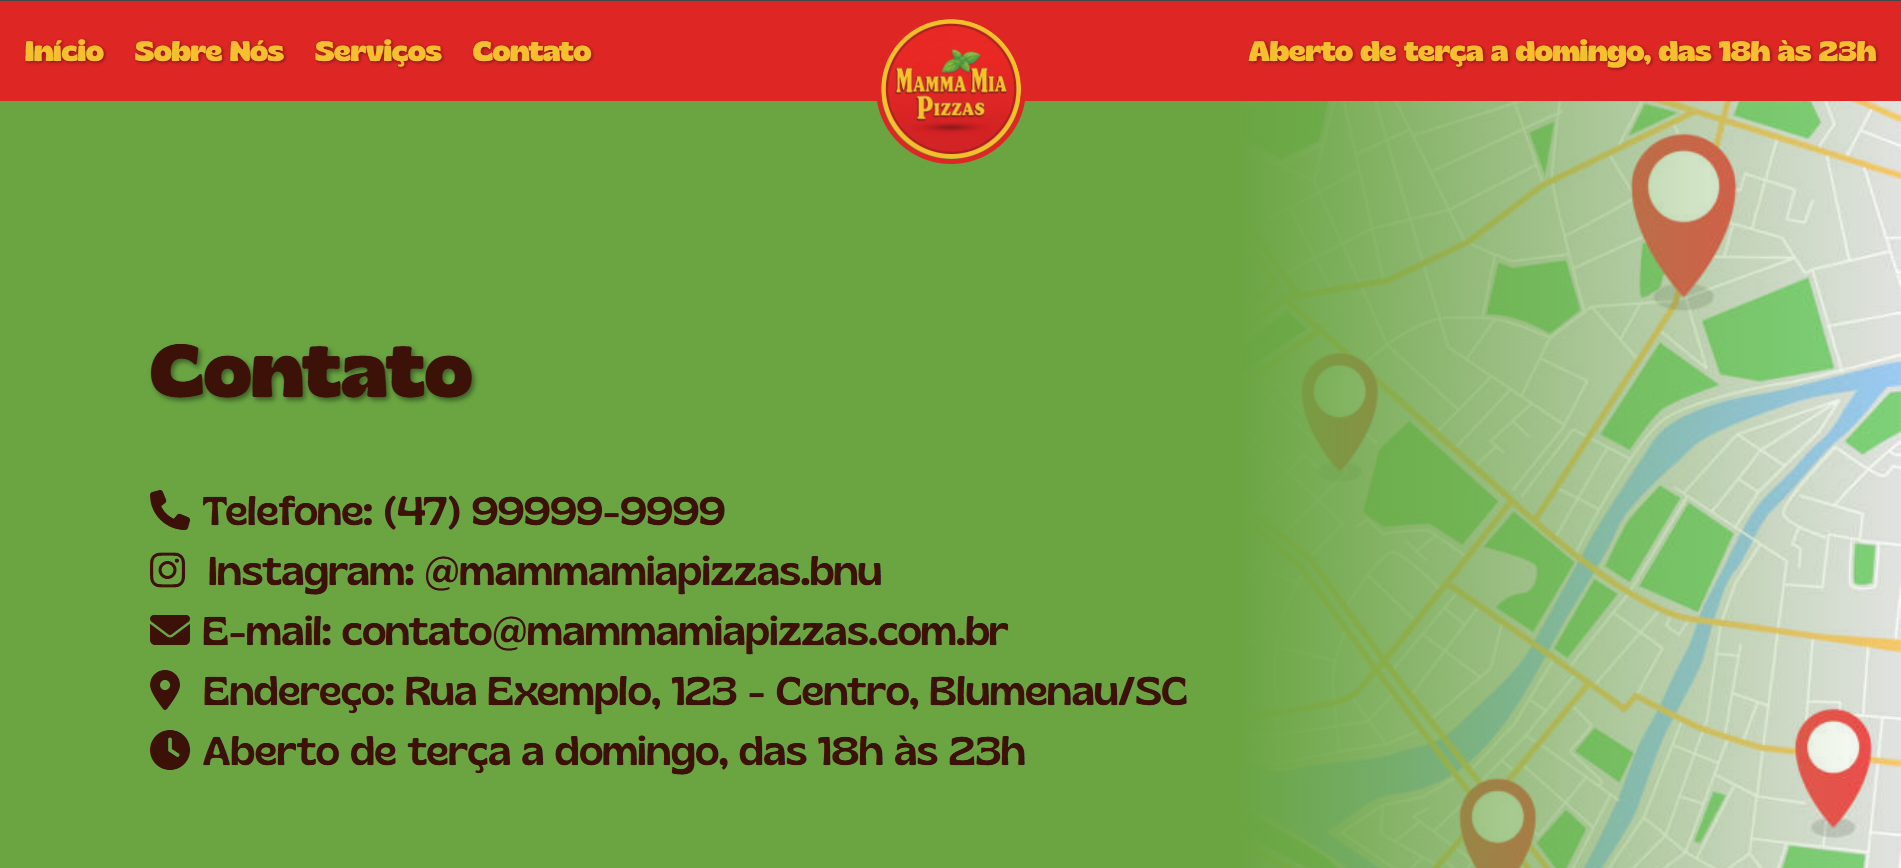 Início Sobre Nós Serviços Contato
MAMMA MIA
PIZZAS
Aberto de terça a domingo, das 18h às 23h
Contato
Telefone: (47) 99999-9999
Instagram: @mammamiapizzas.bnu
E-mail: contato@mammamiapizzas.com.br
Endereço: Rua Exemplo, 123 - Centro, Blumenau/SC
Aberto de terça a domingo, das 18h às 23h